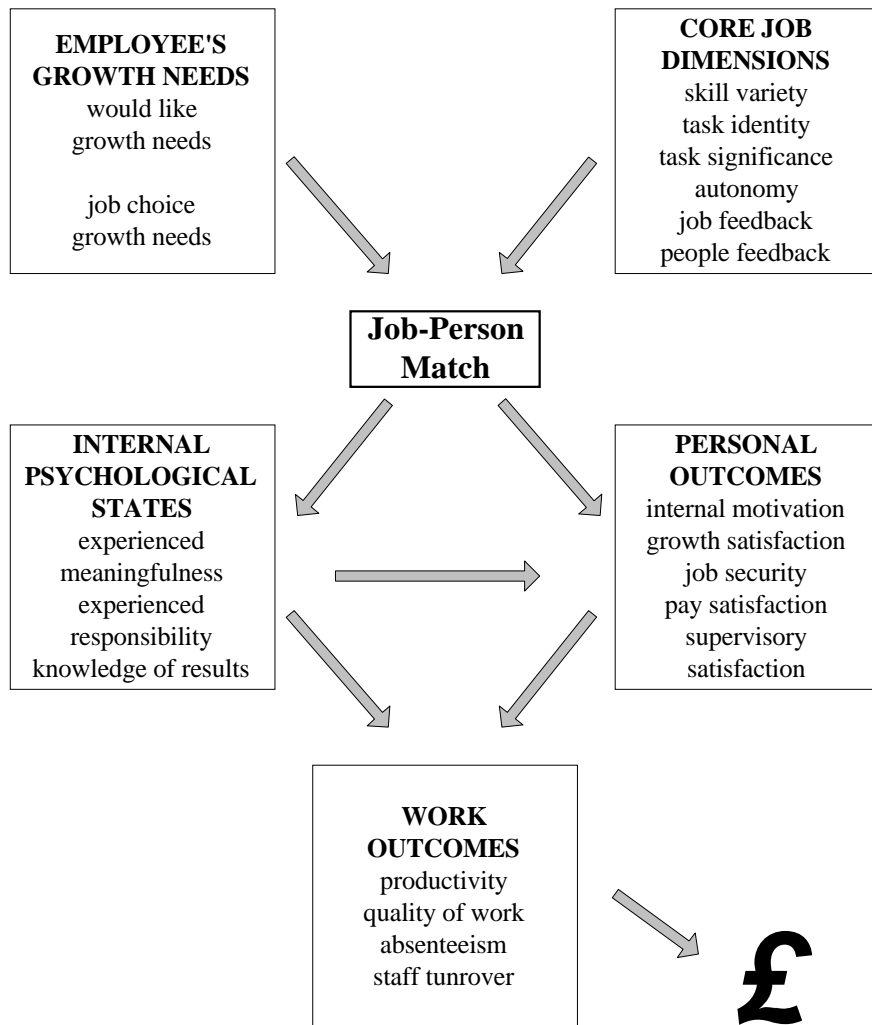 EMPLOYEE'S
GROWTH NEEDS
would like
growth needs
job choice
growth needs
CORE JOB
DIMENSIONS
skill variety
task identity
task significance
autonomy
job feedback
people feedback
Job-Person
Match
INTERNAL
PSYCHOLOGICAL
STATES
experienced
meaningfulness
experienced
responsibility
knowledge of results
PERSONAL
OUTCOMES
internal motivation
growth satisfaction
job security
pay satisfaction
supervisory
satisfaction
WORK
OUTCOMES
productivity
quality of work
absenteeism
staff tunrover
£